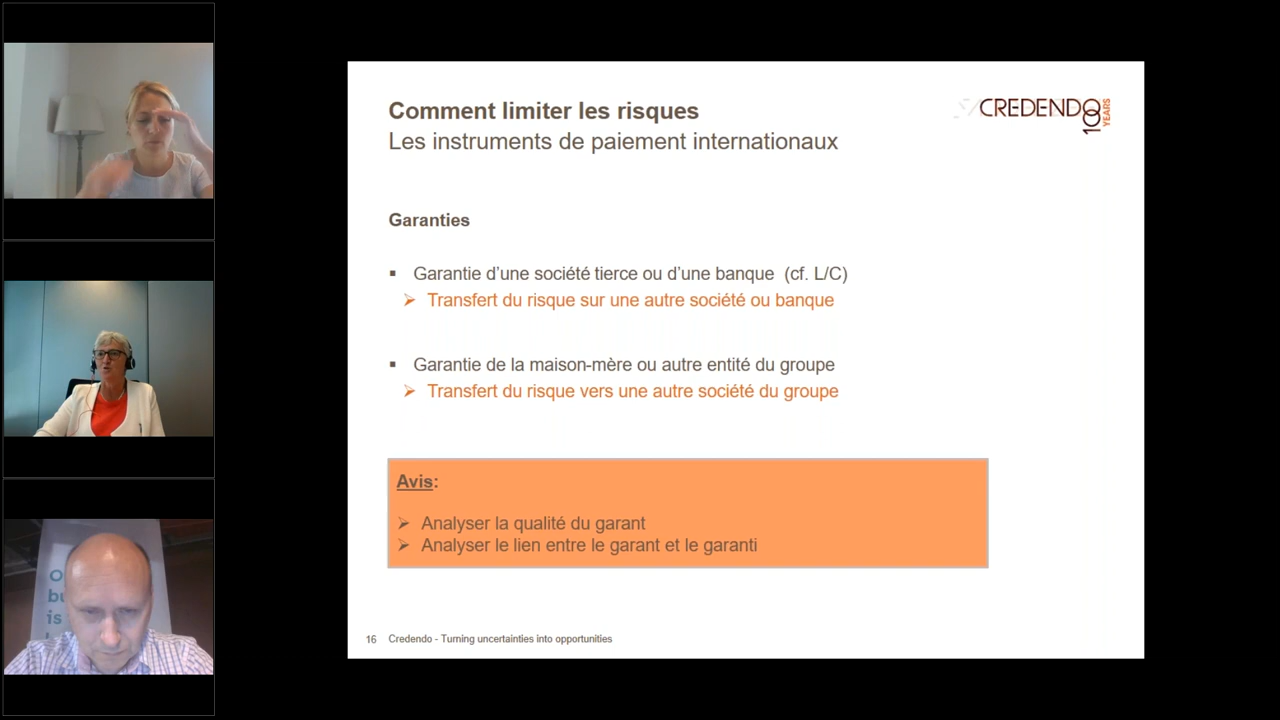 Comment limiter les risques
Les instruments de paiement internationaux
CREDENDO
100 YEARS
Garanties
▪ Garantie d’une société tierce ou d’une banque (cf. L/C)
➢ Transfert du risque sur une autre société ou banque
▪ Garantie de la maison-mère ou autre entité du groupe
➢ Transfert du risque vers une autre société du groupe
Avis:
➢ Analyser la qualité du garant
➢ Analyser le lien entre le garant et le garanti
16 Credendo - Turning uncertainties into opportunities
is